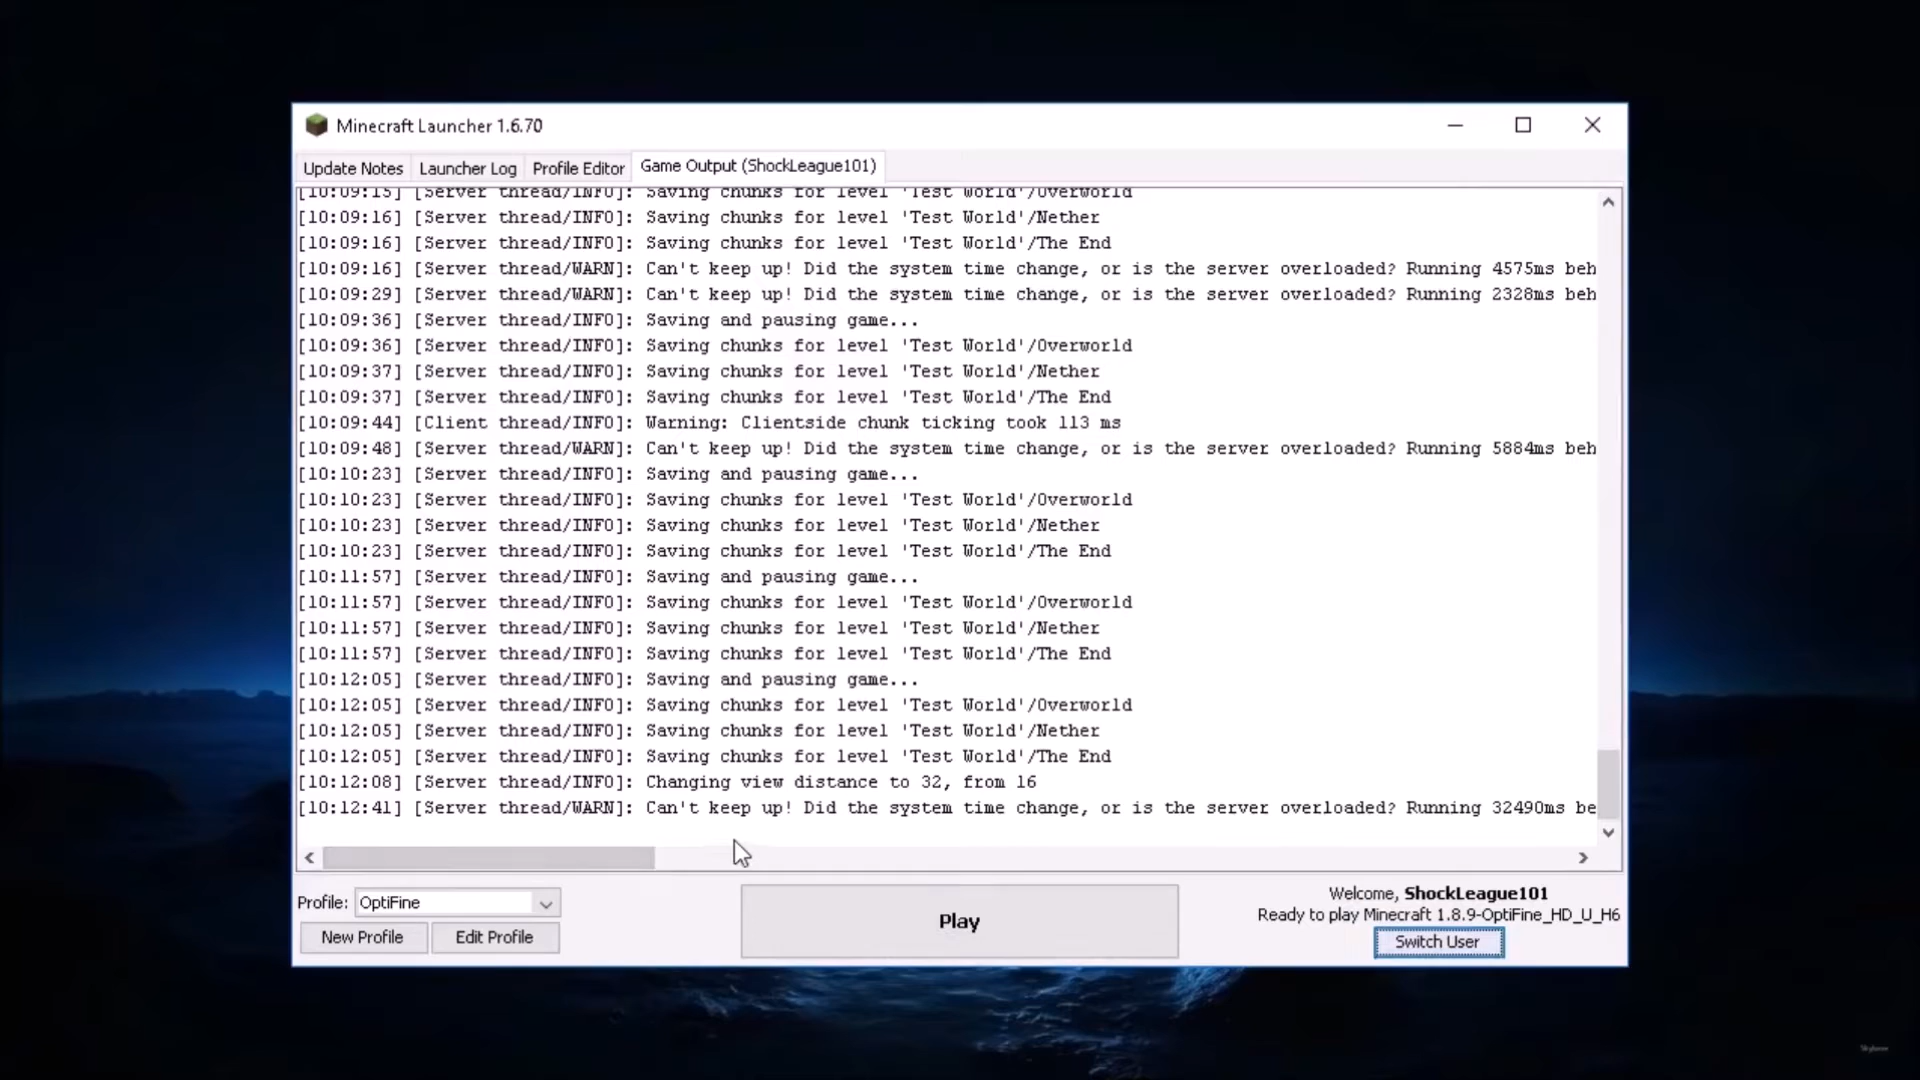 Minecraft Launcher 1.6.70
Update Notes
Launcher Log
Profile Editor
Game Output (ShockLeague101)
[10:09:15] [Server thread/INFO]: Saving chunks for level 'Test World'/Overworld
[10:09:16] [Server thread/INFO]: Saving chunks for level 'Test World'/Nether
[10:09:16] [Server thread/INFO]: Saving chunks for level 'Test World'/The End
[10:09:16] [Server thread/WARN]: Can't keep up! Did the system time change, or is the server overloaded? Running 4575ms beh
[10:09:29] [Server thread/WARN]: Can't keep up! Did the system time change, or is the server overloaded? Running 2328ms beh
[10:09:36] [Server thread/INFO]: Saving and pausing game...
[10:09:36] [Server thread/INFO]: Saving chunks for level 'Test World'/Overworld
[10:09:37] [Server thread/INFO]: Saving chunks for level 'Test World'/Nether
[10:09:37] [Server thread/INFO]: Saving chunks for level 'Test World'/The End
[10:09:44] [Client thread/INFO]: Warning: Clientside chunk ticking took 113 ms
[10:09:48] [Server thread/WARN]: Can't keep up! Did the system time change, or is the server overloaded? Running 5884ms beh
[10:10:23] [Server thread/INFO]: Saving and pausing game...
[10:10:23] [Server thread/INFO]: Saving chunks for level 'Test World'/Overworld
[10:10:23] [Server thread/INFO]: Saving chunks for level 'Test World'/Nether
[10:10:23] [Server thread/INFO]: Saving chunks for level 'Test World'/The End
[10:11:57] [Server thread/INFO]: Saving and pausing game...
[10:11:57] [Server thread/INFO]: Saving chunks for level 'Test World'/Overworld
[10:11:57] [Server thread/INFO]: Saving chunks for level 'Test World'/Nether
[10:11:57] [Server thread/INFO]: Saving chunks for level 'Test World'/The End
[10:12:05] [Server thread/INFO]: Saving and pausing game...
[10:12:05] [Server thread/INFO]: Saving chunks for level 'Test World'/Overworld
[10:12:05] [Server thread/INFO]: Saving chunks for level 'Test World'/Nether
[10:12:05] [Server thread/INFO]: Saving chunks for level 'Test World'/The End
[10:12:08] [Server thread/INFO]: Changing view distance to 32, from 16
[10:12:41] [Server thread/WARN]: Can't keep up! Did the system time change, or is the server overloaded? Running 32490ms be
Profile: OptiFine
New Profile
Edit Profile
Play
Welcome, ShockLeague101
Ready to play Minecraft 1.8.9-OptiFine_HD_U_H6
Switch User